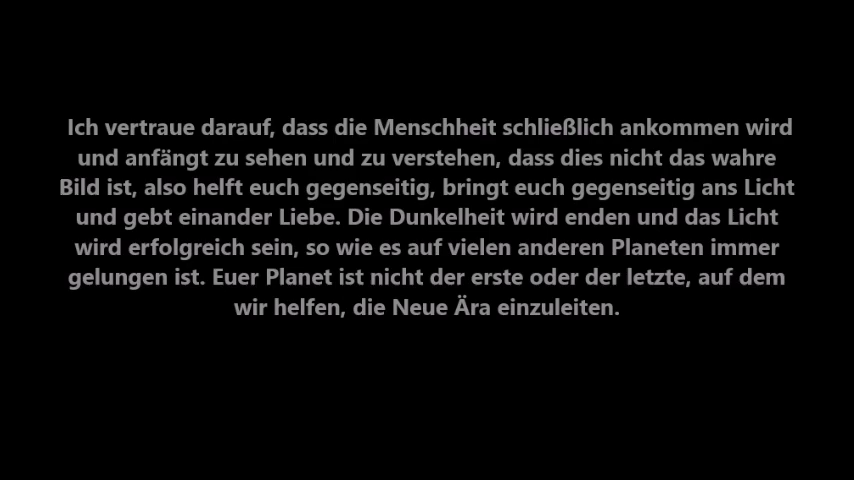 Ich vertraue darauf, dass die Menschheit schließlich ankommen wird
und anfängt zu sehen und zu verstehen, dass dies nicht das wahre
Bild ist, also helft euch gegenseitig, bringt euch gegenseitig ans Licht
und gebt einander Liebe. Die Dunkelheit wird enden und das Licht
wird erfolgreich sein, so wie es auf vielen anderen Planeten immer
gelungen ist. Euer Planet ist nicht der erste oder der letzte, auf dem
wir helfen, die Neue Ära einzuleiten.